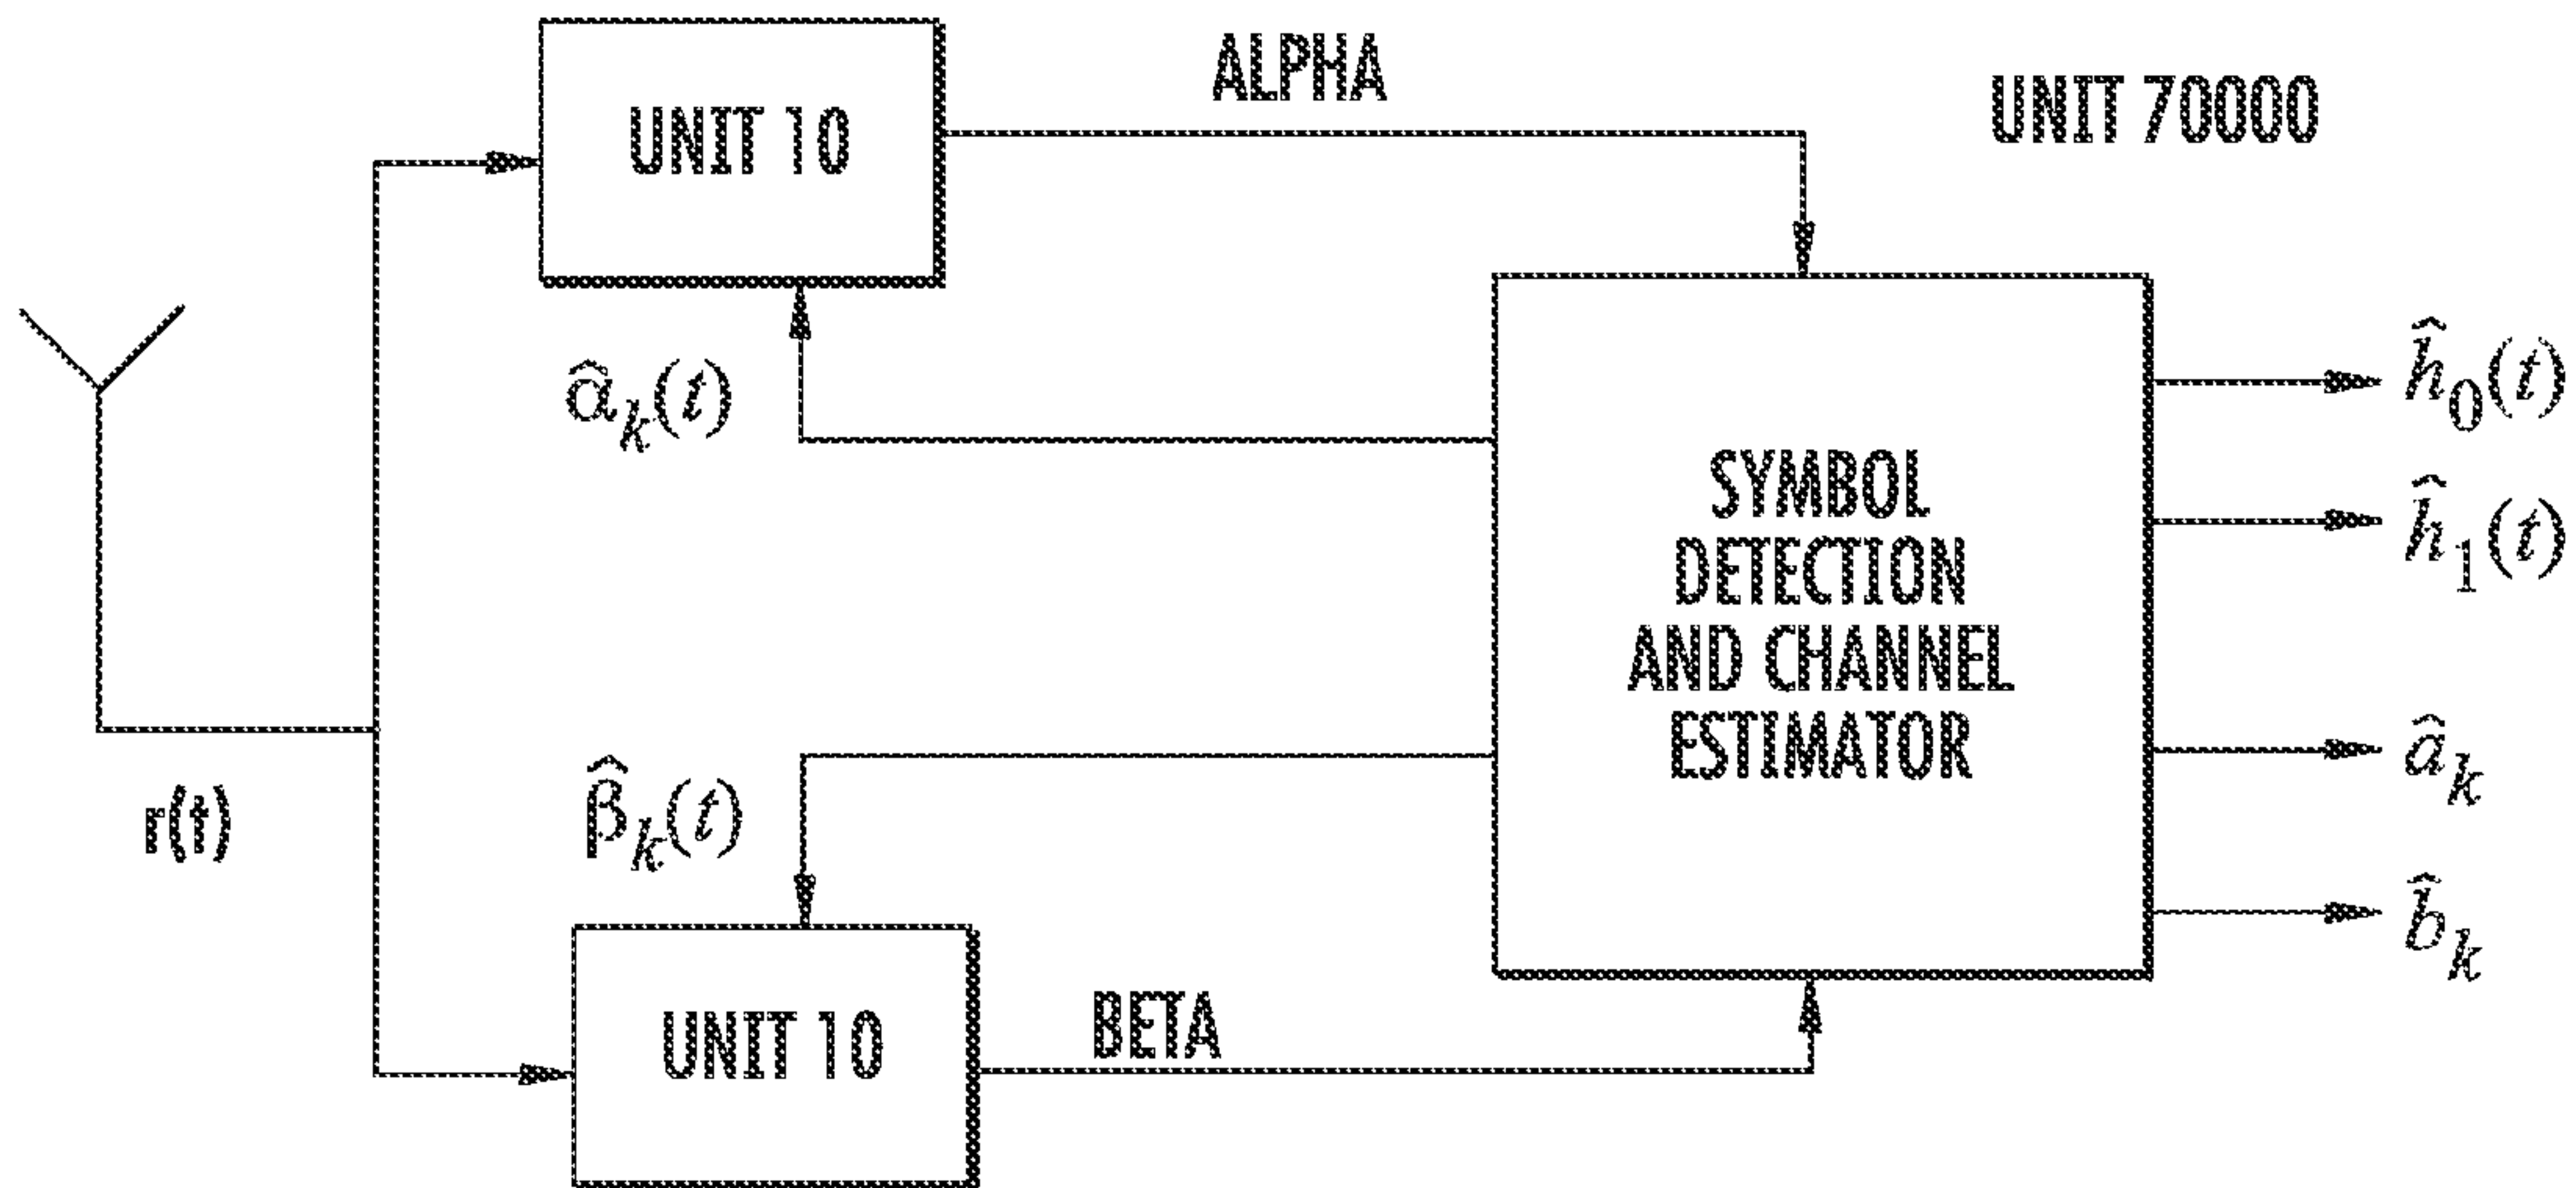 UNIT 10
ALPHA
UNIT 70000
α̂ₖ(t)
SYMBOL
DETECTION
AND CHANNEL
ESTIMATOR
ĥ₀(t)
ĥ₁(t)
âₖ
b̂ₖ
r(t)
β̂ₖ(t)
UNIT 10
BETA